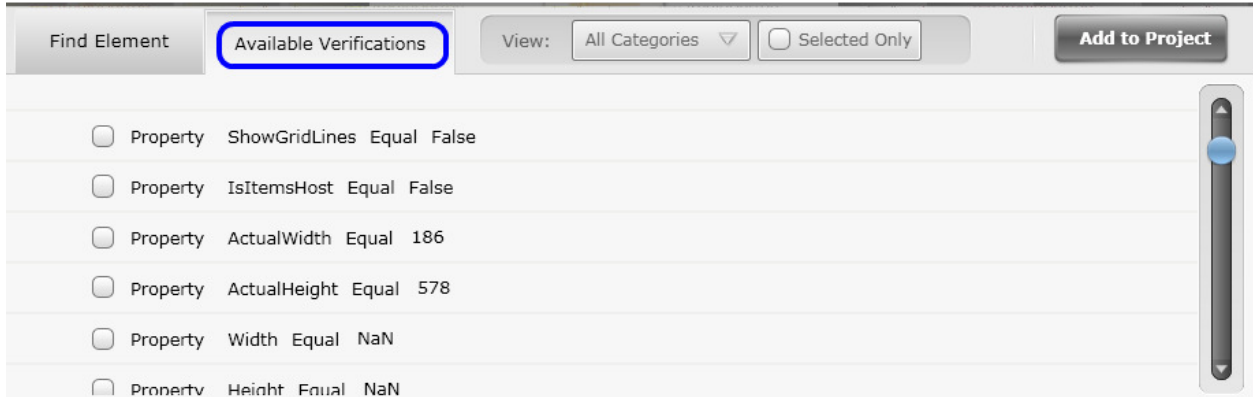 Find Element Available Verifications View: All Categories Selected Only Add to Project
Property ShowGridLines Equal False
Property IsItemsHost Equal False
Property ActualWidth Equal 186
Property ActualHeight Equal 578
Property Width Equal NaN
Property Height Equal NaN